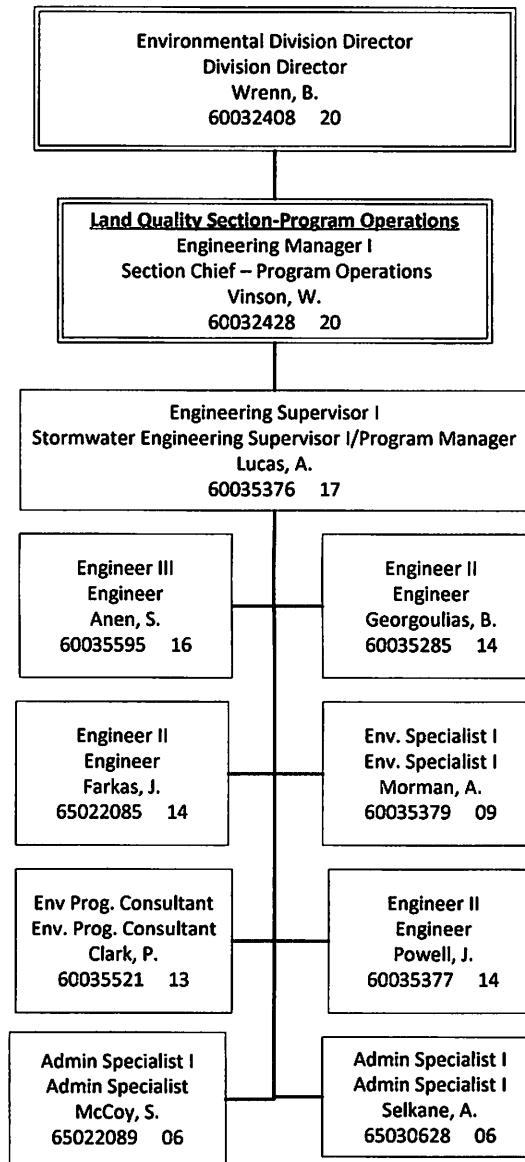 Environmental Division Director
Division Director
Wrenn, B.
60032408 20
Land Quality Section-Program Operations
Engineering Manager I
Section Chief – Program Operations
Vinson, W.
60032428 20
Engineering Supervisor I
Stormwater Engineering Supervisor I/Program Manager
Lucas, A.
60035376 17
Engineer III
Engineer
Anen, S.
60035595 16
Engineer II
Engineer
Georgoulias, B.
60035285 14
Engineer II
Engineer
Farkas, J.
65022085 14
Env. Specialist I
Env. Specialist I
Morman, A.
60035379 09
Env Prog. Consultant
Env. Prog. Consultant
Clark, P.
60035521 13
Engineer II
Engineer
Powell, J.
60035377 14
Admin Specialist I
Admin Specialist
McCoy, S.
65022089 06
Admin Specialist I
Admin Specialist I
Selkane, A.
65030628 06